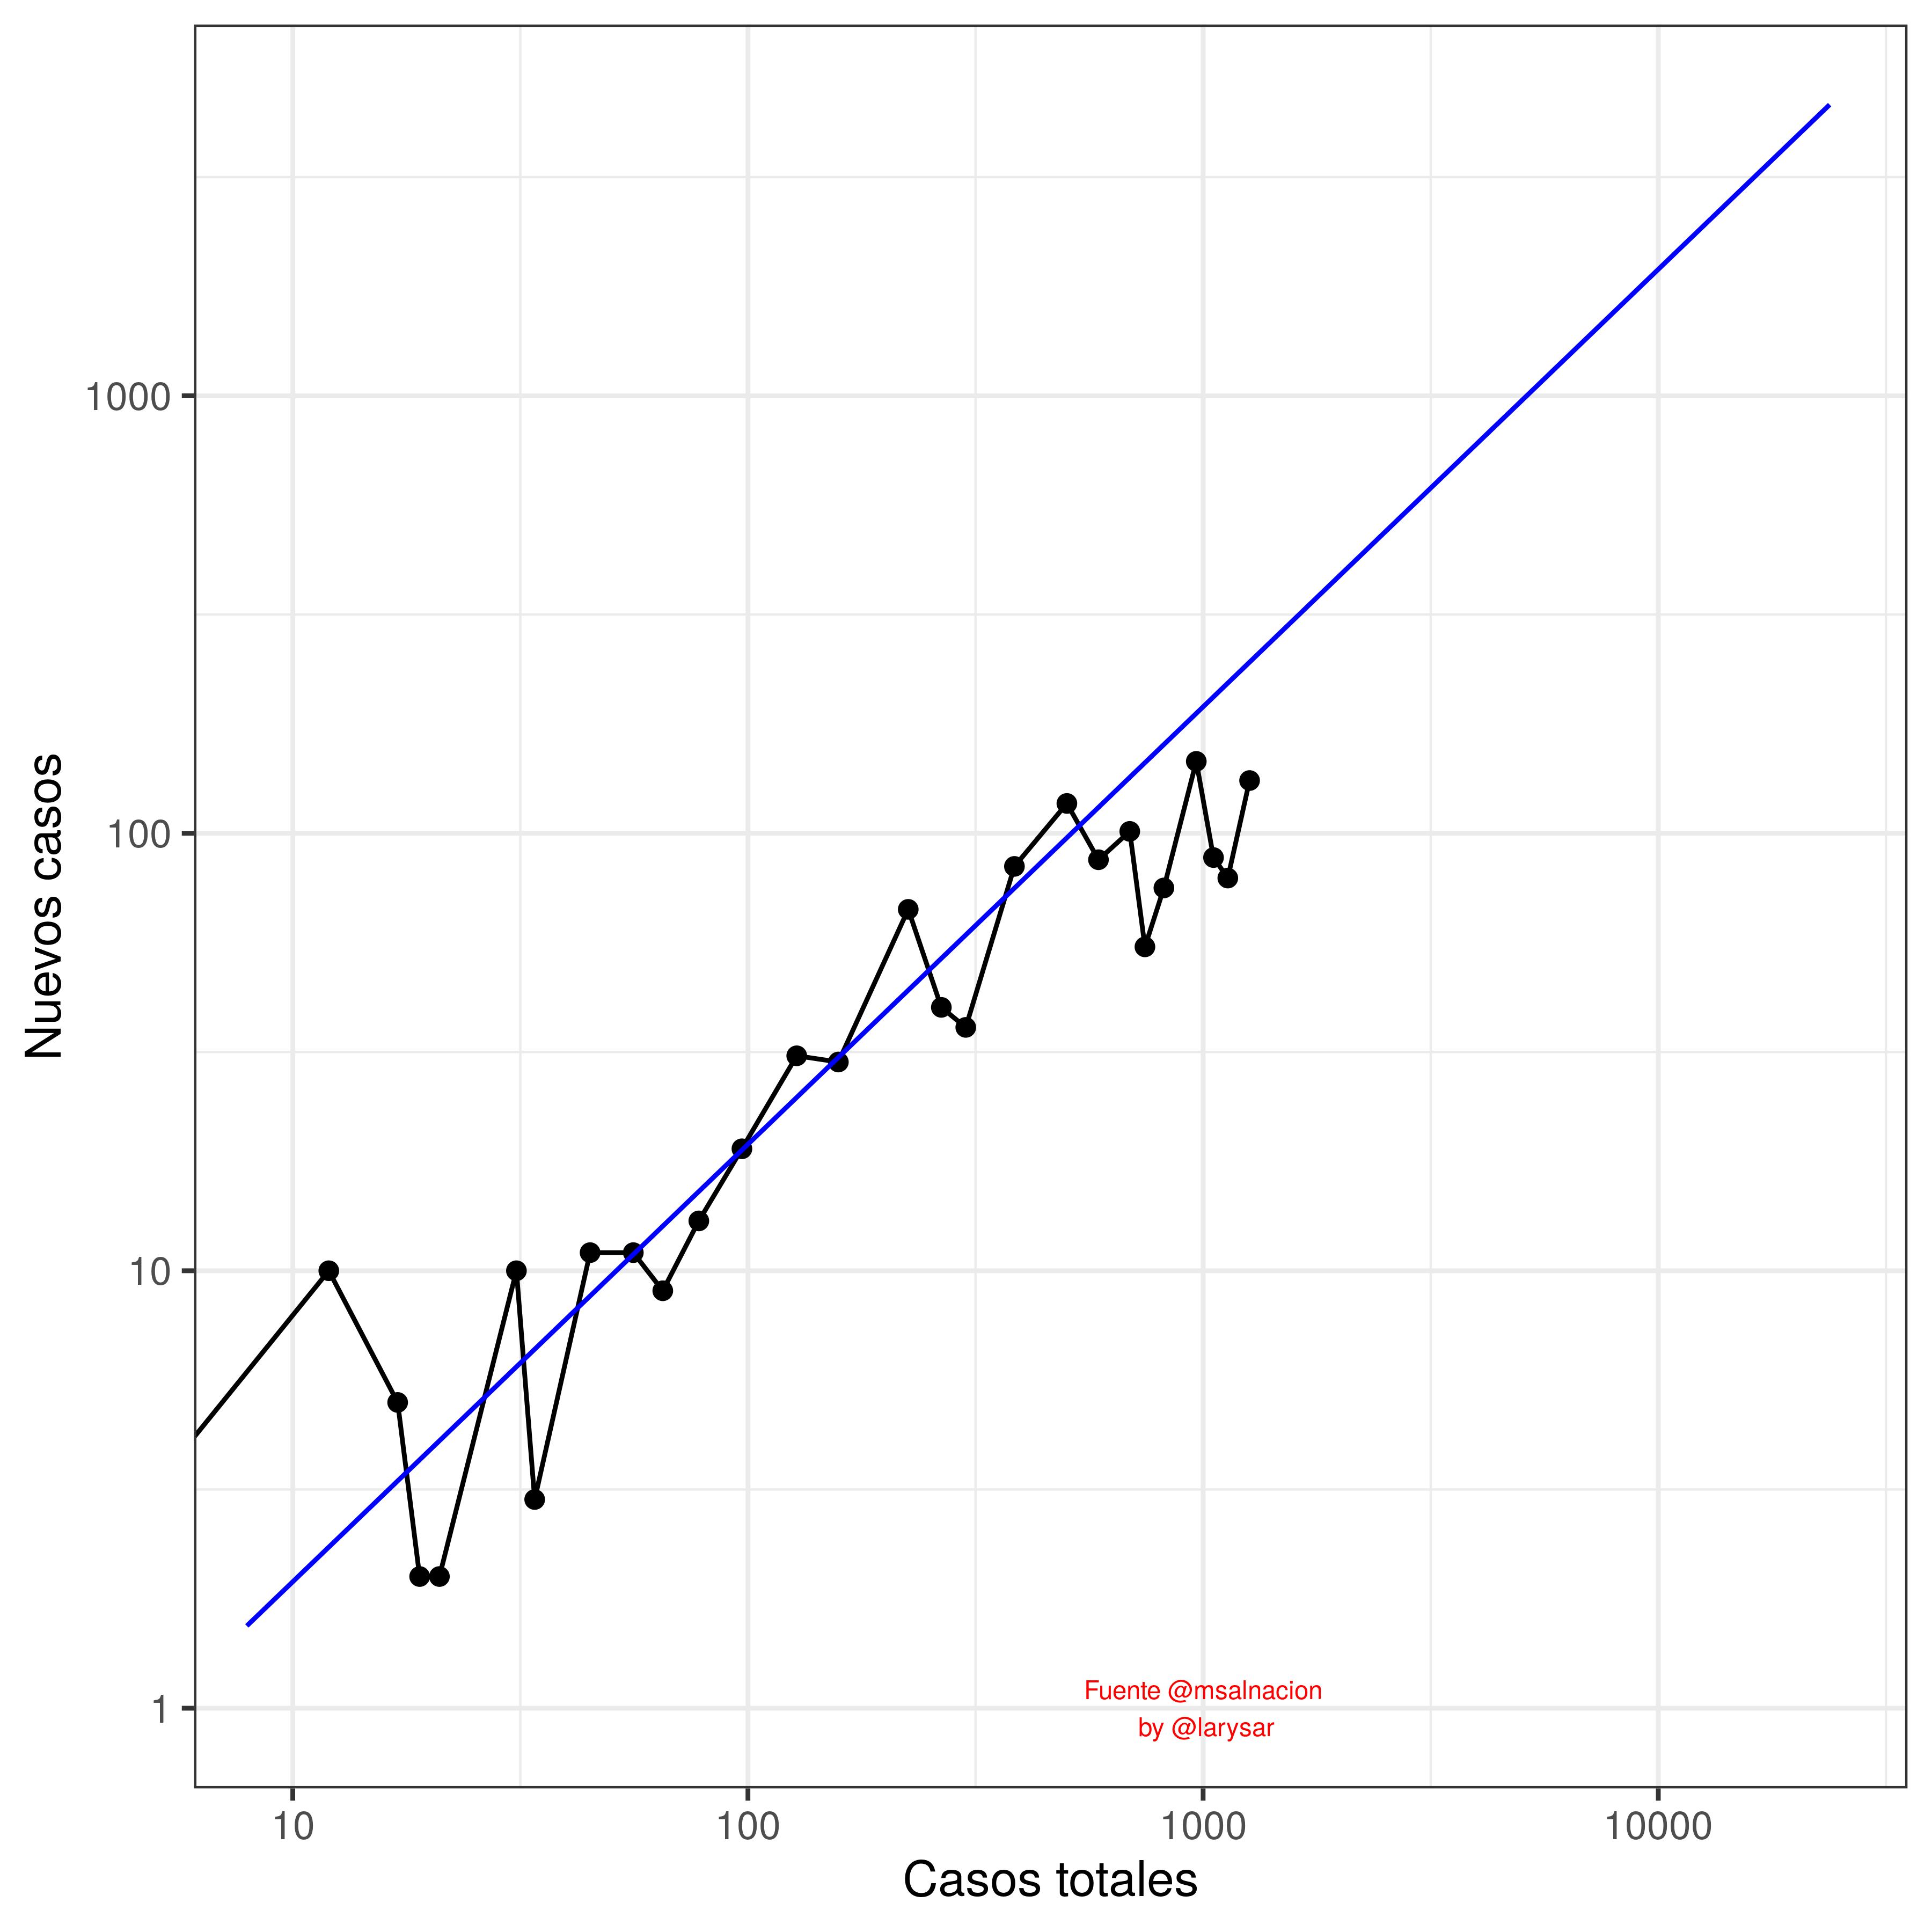 Nuevos casos
1000
100
10
1
Fuente @msalnacion
by @larysar
10 100 1000 10000
Casos totales